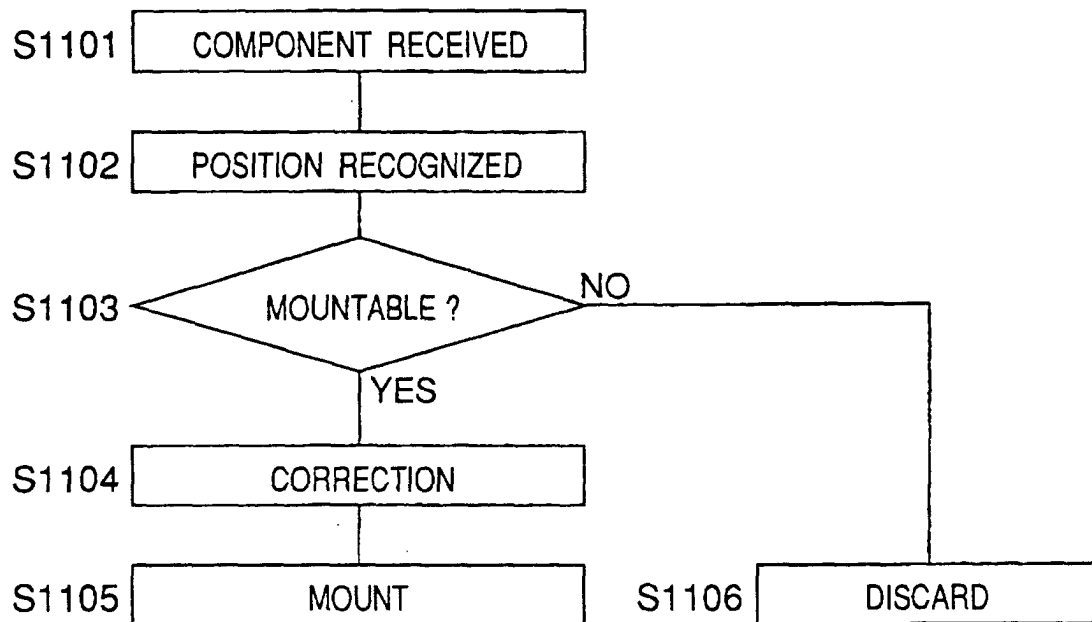 S1101 COMPONENT RECEIVED
S1102 POSITION RECOGNIZED
S1103 MOUNTABLE ? NO
YES
S1104 CORRECTION
S1105 MOUNT S1106 DISCARD